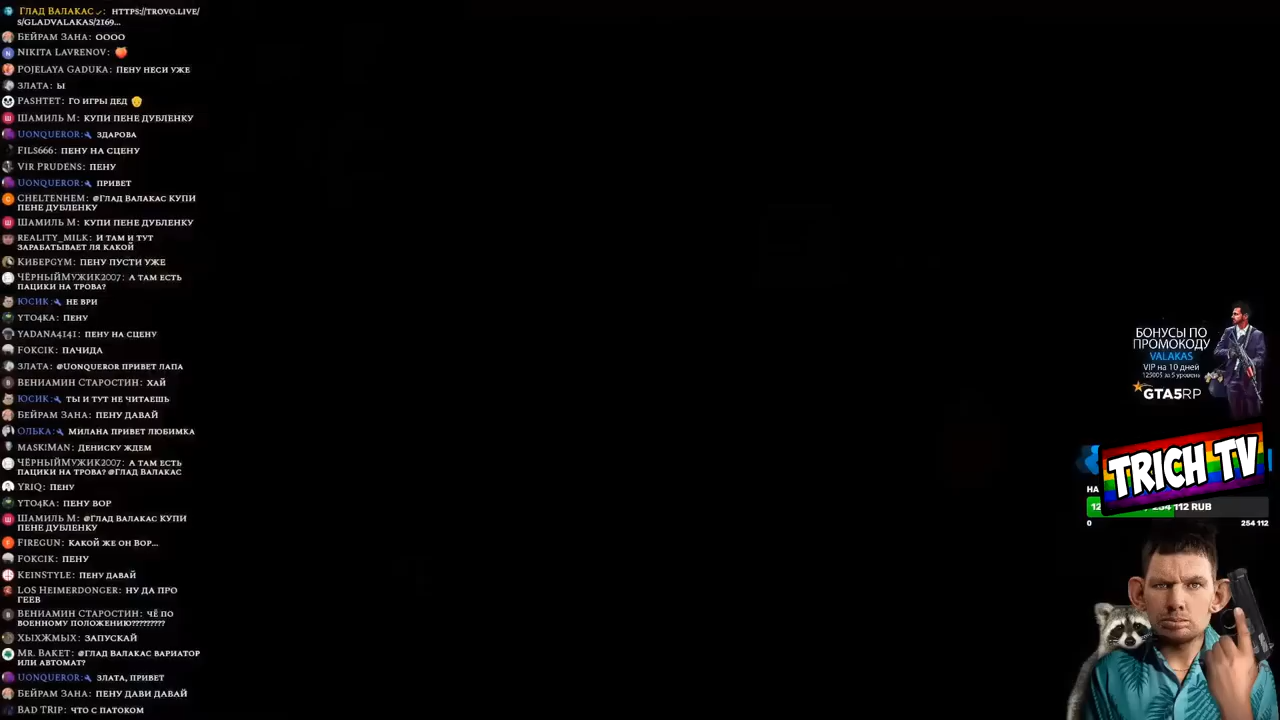 Глад Валакас: HTTPS://TROVO.LIVE/
S/GLADVALAKAS/2169...
Бейрам Зана: ОООО
NIKITA LAVRENOV: 🍑
POJELAYA GADUKA: ПЕНУ НЕСИ УЖЕ
ЗЛАТА: Ы
PASHTET: ГО ИГРЫ ДЕД 👴
ШАМИЛЬ М: КУПИ ПЕНЕ ДУБЛЕНКУ
UONQUEROR: ЗДАРОВА
FILS666: ПЕНУ НА СЦЕНУ
VIR PRUDENS: ПЕНУ
UONQUEROR: ПРИВЕТ
CHELTENHEM: @ГЛАД ВАЛАКАС КУПИ
ПЕНЕ ДУБЛЕНКУ
ШАМИЛЬ М: КУПИ ПЕНЕ ДУБЛЕНКУ
REALITY_MILK: И ТАМ И ТУТ
ЗАРАБАТЫВАЕТ ЛЯ КАКОЙ
КИБЕРGYM: ПЕНУ ПУСТИ УЖЕ
ЧЁРНЫЙМУЖИК2007: А ТАМ ЕСТЬ
ПАЦИКИ НА ТРОВА?
ЮСИК: НЕ ВРИ
YTO4KA: ПЕНУ
YADANA4141: ПЕНУ НА СЦЕНУ
FOKCIK: ПАЧИДА
ЗЛАТА: @UONQUEROR ПРИВЕТ ЛАПА
ВЕНИАМИН СТАРОСТИН: ХАЙ
ЮСИК: ТЫ И ТУТ НЕ ЧИТАЕШЬ
БЕЙРАМ ЗАНА: ПЕНУ ДАВАЙ
ОЛЬКА: МИЛАНА ПРИВЕТ ЛЮБИМКА
MASK!MAN: ДЕНИСКУ ЖДЕМ
ЧЁРНЫЙМУЖИК2007: А ТАМ ЕСТЬ
ПАЦИКИ НА ТРОВА? @ГЛАД ВАЛАКАС
YRIQ: ПЕНУ
YTO4KA: ПЕНУ ВОР
ШАМИЛЬ М: @ГЛАД ВАЛАКАС КУПИ
ПЕНЕ ДУБЛЕНКУ
FIREGUN: КАКОЙ ЖЕ ОН ВОР...
FOKCIK: ПЕНУ
KEINSTYLE: ПЕНУ ДАВАЙ
LOS HEIMERDONGER: НУ ДА ПРО
ГЕЕВ
ВЕНИАМИН СТАРОСТИН: ЧЁ ПО
ВОЕННОМУ ПОЛОЖЕНИЮ?????????
ХЫХЖМЫХ: ЗАПУСКАЙ
MR. BAKET: @ГЛАД ВАЛАКАС ВАРИАТОР
ИЛИ АВТОМАТ?
UONQUEROR: ЗЛАТА, ПРИВЕТ
БЕЙРАМ ЗАНА: ПЕНУ ДАВИ ДАВАЙ
BAD TRIP: ЧТО С ПАТОКОМ
БОНУСЫ ПО
ПРОМОКОДУ
VALAKAS
VIP на 10 дней
125005 за 5 уровень
GTA5RP
TRICH TV
НА
254 112 RUB
0 254 112